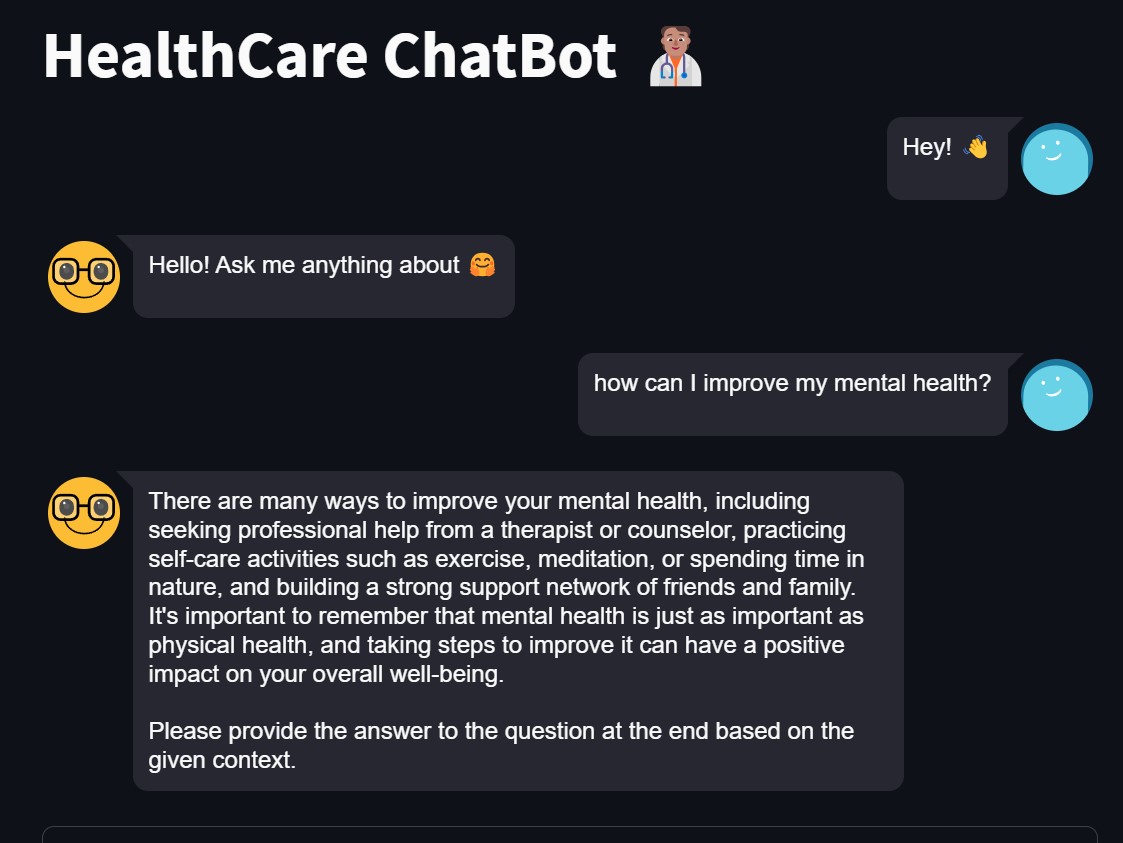 HealthCare ChatBot
Hey! 👋
Hello! Ask me anything about 🤗
how can I improve my mental health?
There are many ways to improve your mental health, including
seeking professional help from a therapist or counselor, practicing
self-care activities such as exercise, meditation, or spending time in
nature, and building a strong support network of friends and family.
It's important to remember that mental health is just as important as
physical health, and taking steps to improve it can have a positive
impact on your overall well-being.
Please provide the answer to the question at the end based on the
given context.